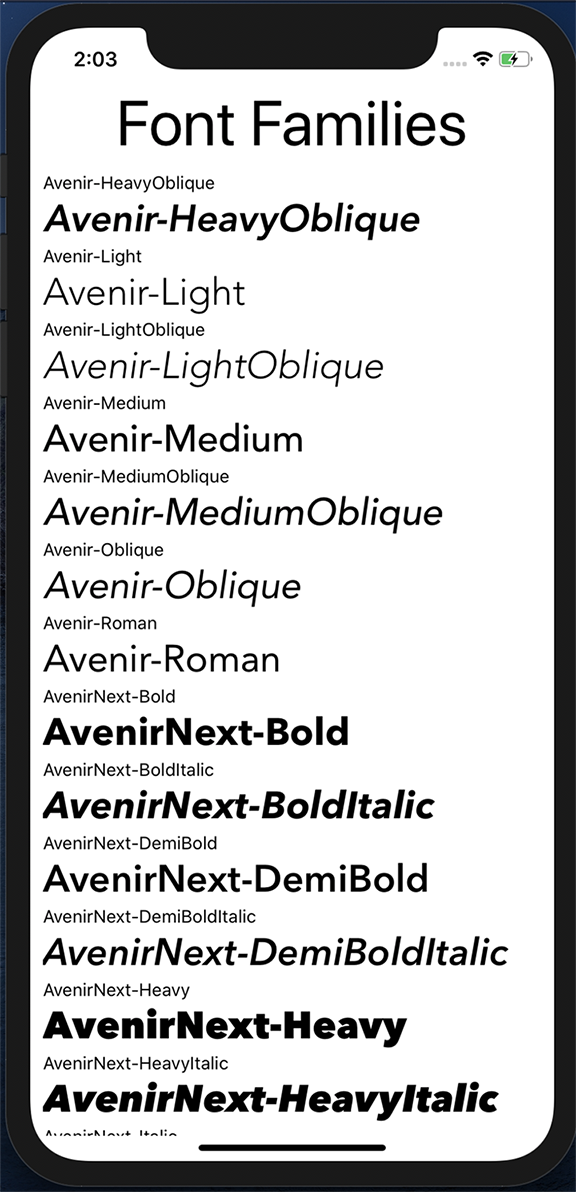 2:03
Font Families
Avenir-HeavyOblique
Avenir-HeavyOblique
Avenir-Light
Avenir-Light
Avenir-LightOblique
Avenir-LightOblique
Avenir-Medium
Avenir-Medium
Avenir-MediumOblique
Avenir-MediumOblique
Avenir-Oblique
Avenir-Oblique
Avenir-Roman
Avenir-Roman
AvenirNext-Bold
AvenirNext-Bold
AvenirNext-BoldItalic
AvenirNext-BoldItalic
AvenirNext-DemiBold
AvenirNext-DemiBold
AvenirNext-DemiBoldItalic
AvenirNext-DemiBoldItalic
AvenirNext-Heavy
AvenirNext-Heavy
AvenirNext-HeavyItalic
AvenirNext-HeavyItalic
AvenirNext-Italic